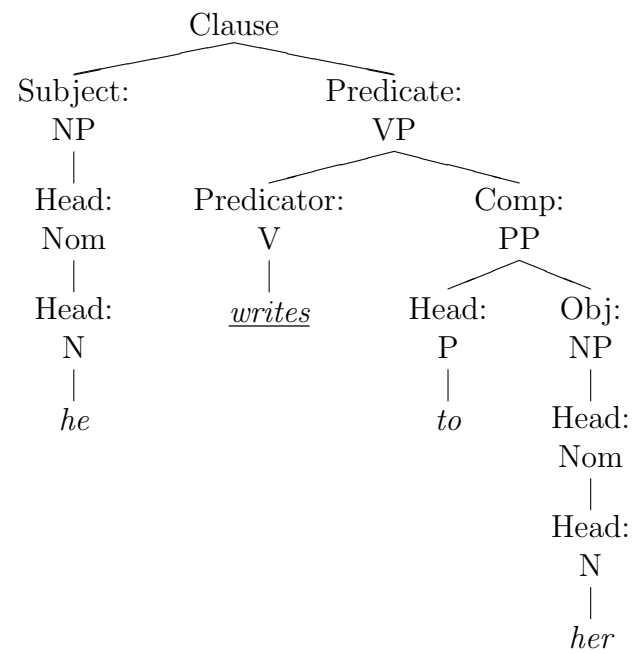 Clause
Subject: Predicate:
NP VP
Head: Predicator: Comp:
Nom V PP
Head: writes Head: Obj:
N P NP
he to Head:
Nom
Head:
N
her